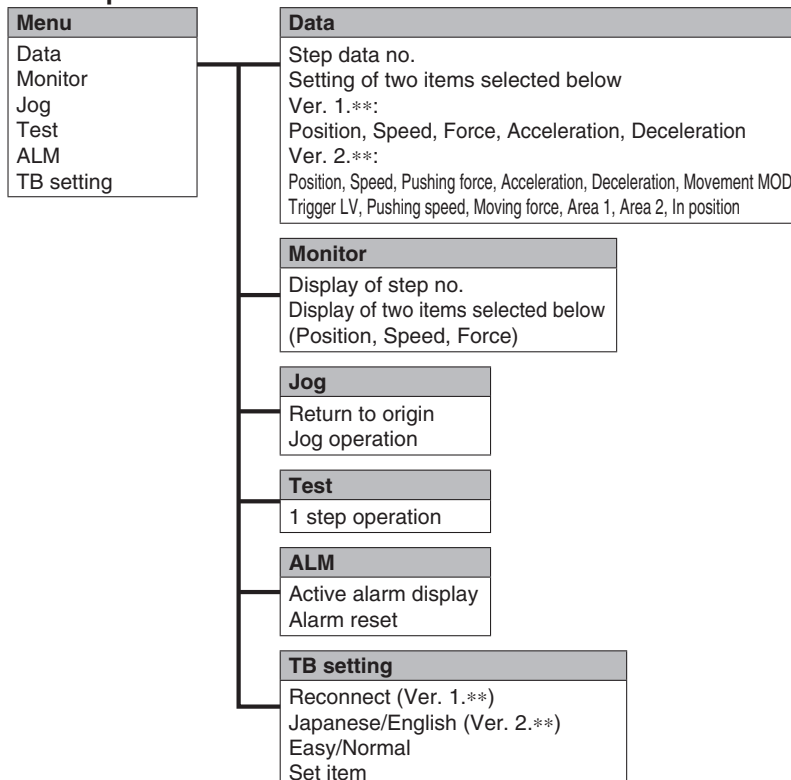 Menu
Data
Monitor
Jog
Test
ALM
TB setting
Data
Step data no.
Setting of two items selected below
Ver. 1.**:
Position, Speed, Force, Acceleration, Deceleration
Ver. 2.**:
Position, Speed, Pushing force, Acceleration, Deceleration, Movement MOD
Trigger LV, Pushing speed, Moving force, Area 1, Area 2, In position
Monitor
Display of step no.
Display of two items selected below
(Position, Speed, Force)
Jog
Return to origin
Jog operation
Test
1 step operation
ALM
Active alarm display
Alarm reset
TB setting
Reconnect (Ver. 1.**)
Japanese/English (Ver. 2.**)
Easy/Normal
Set item